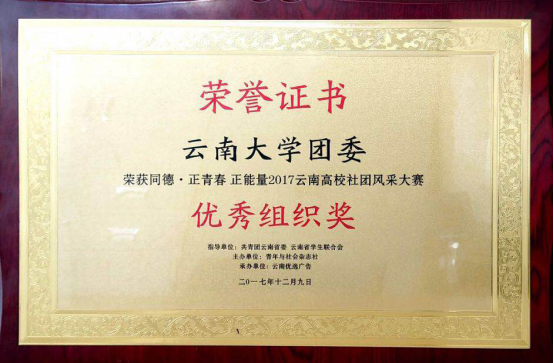 荣誉证书
云南大学团委
荣获同德·正青春 正能量2017云南高校社团风采大赛
优秀组织奖
指导单位：共青团云南省委 云南省学生联合会
主办单位：青年与社会杂志社
承办单位：云南优逸广告
二〇一七年十二月九日